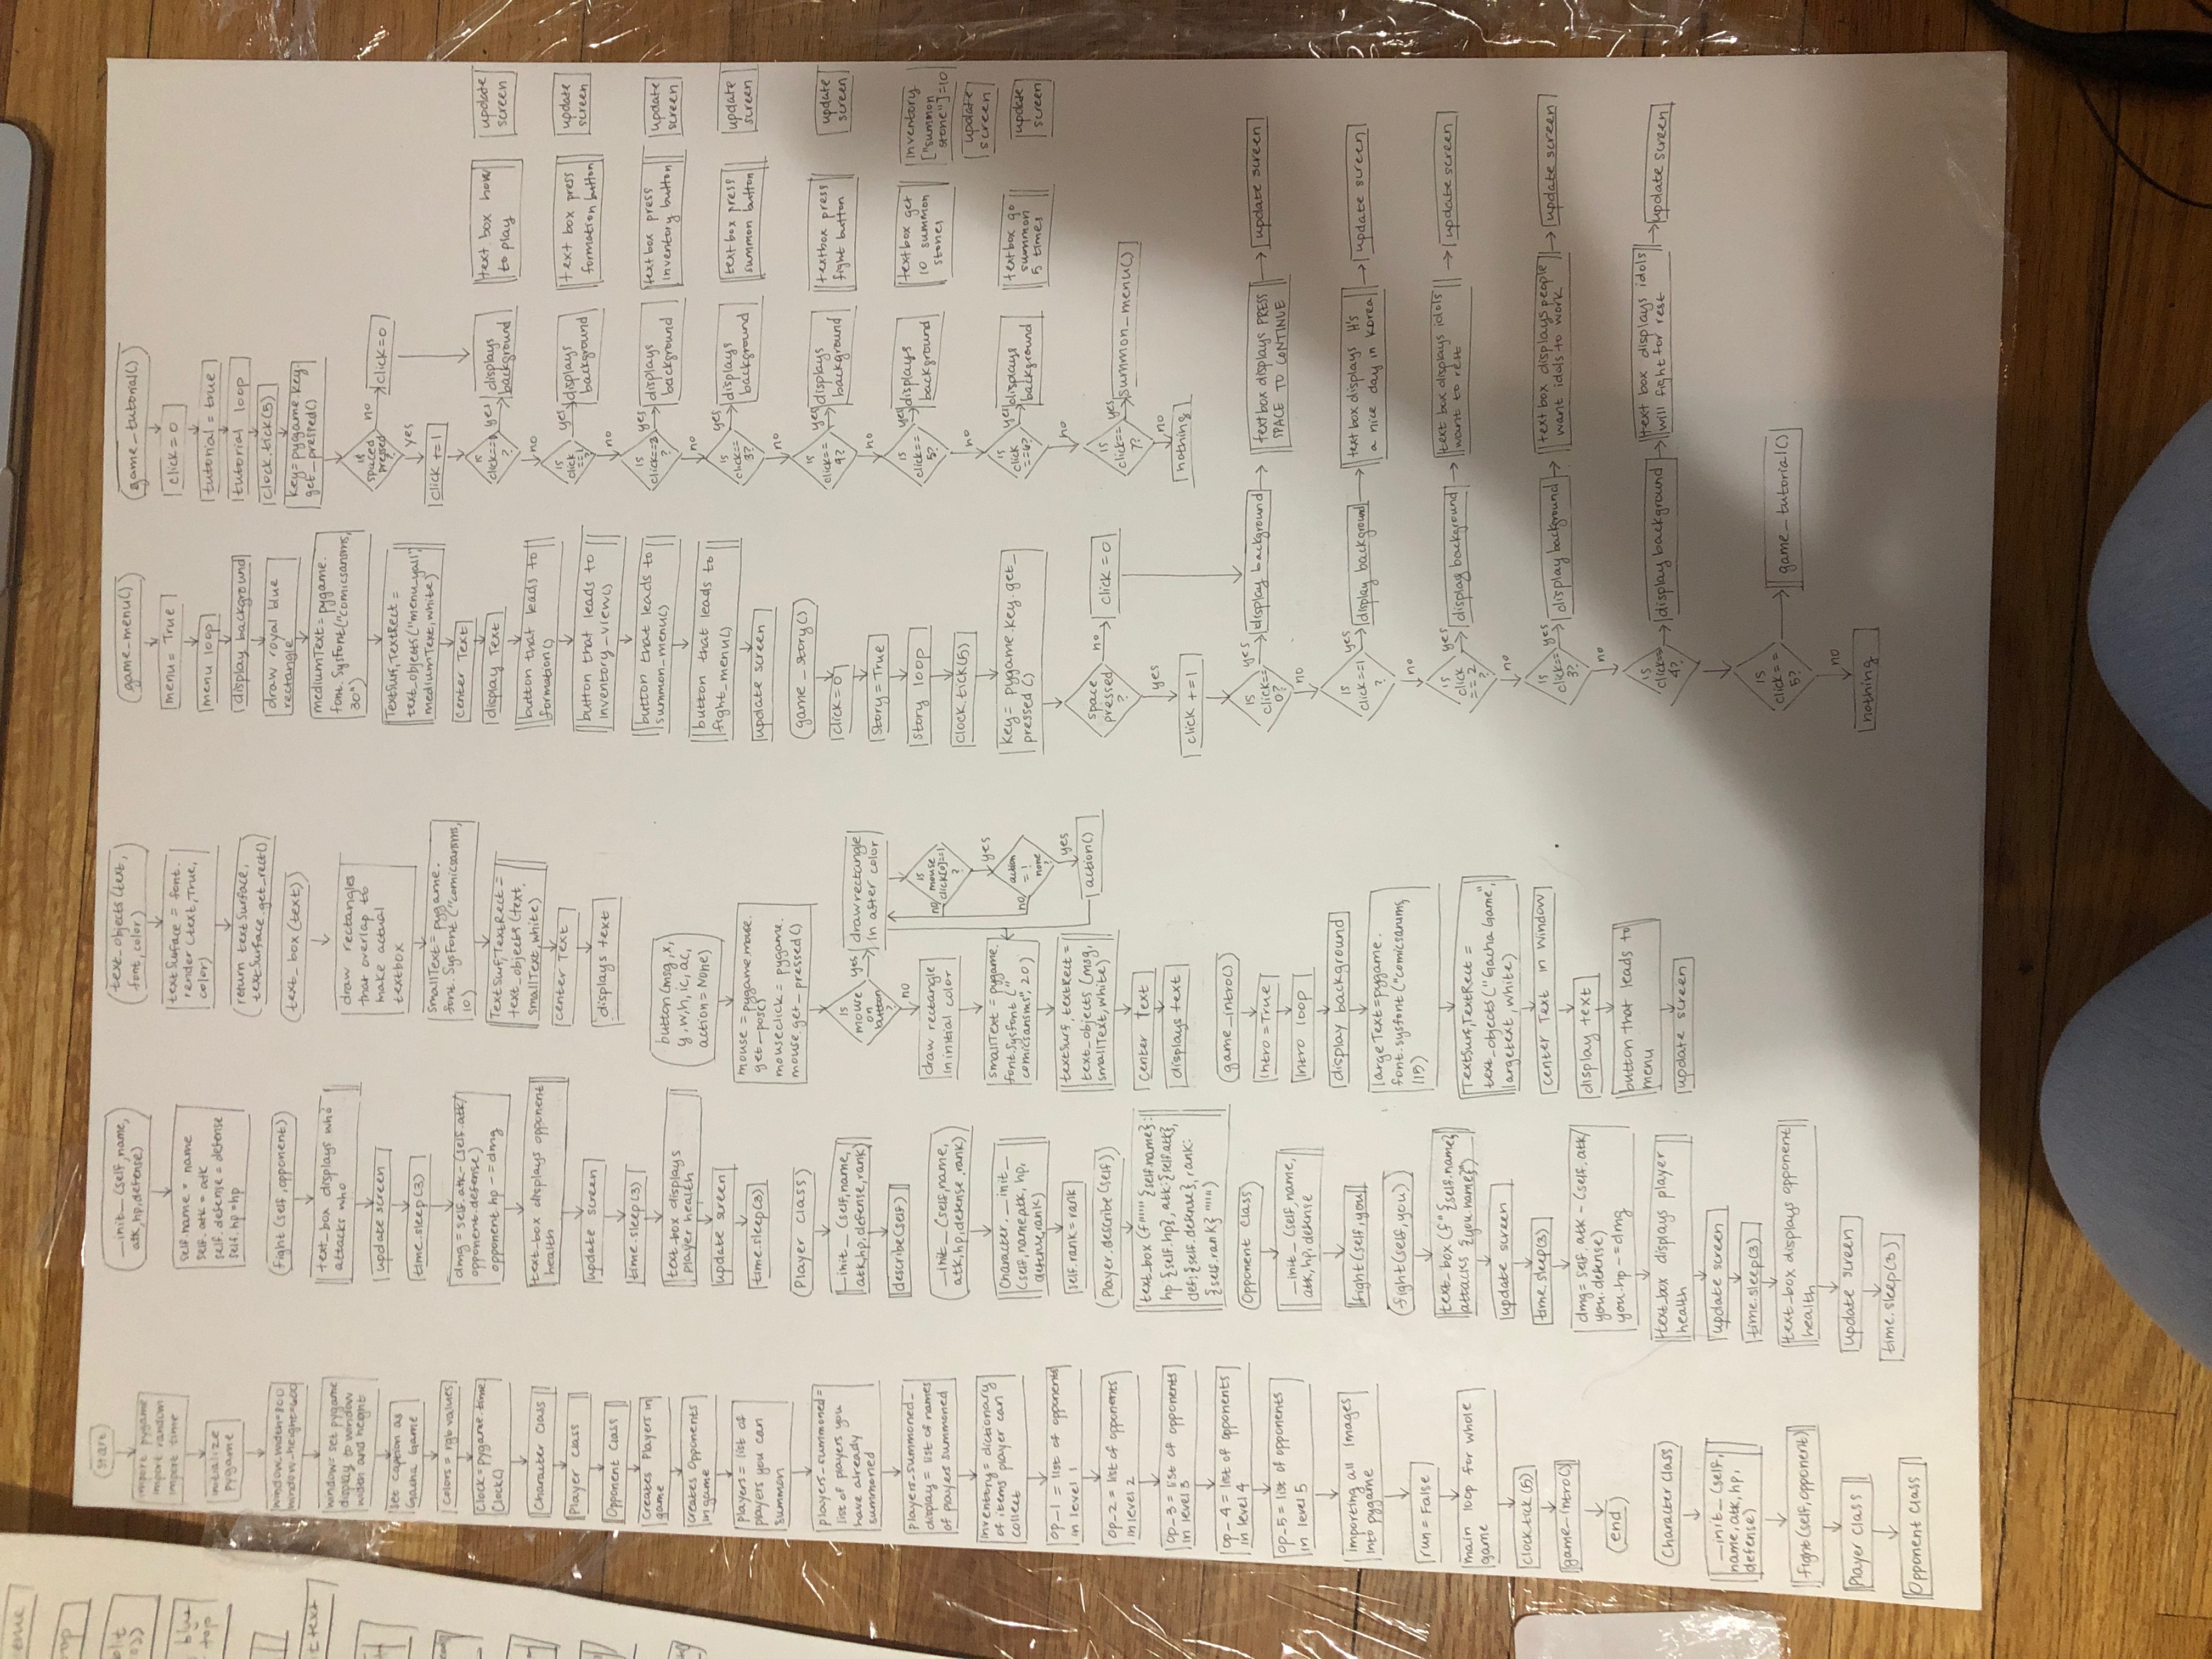 start
import pygame
import random
import time
initialize
pygame
window_width=800
window_height=600
window= set pygame
display to window
width and height
set caption as
Gacha Game
Colors = rgb values
Clock=pygame.time
Clock()
Character Class
Player class
Opponent Class
Creates Players in
game
creates Opponents
in game
players = list of
players you can
summon
players_summoned=
list of players you
have already
summoned
players_summoned_
display = list of names
of players summoned
Inventory= dictionary
of items player can
collect
op_1 = list of opponents
in level 1
op_2 = list of opponents
in level 2
op_3 = list of opponents
in level 3
op_4 = list of opponents
in level 4
op_5 = list of opponents
in level 5
importing all images
into pygame
run = False
main loop for whole
game
clock.tick (5)
game_intro()
end
Character class
__init__(self,
name, atk, hp,
defense)
fight (self, opponent)
Player class
Opponent class
__init__(self, name,
atk, hp, defense)
self.name = name
self. atk = atk
self. defense = defense
self. hp = hp
fight (self, opponent)
text_box displays who
attacks who
update screen
time.sleep(3)
dmg = self.atk-(self.atk/
opponent.defense)
opponent.hp -= dmg
text_box displays opponent
health
update screen
time.sleep(3)
text_box displays
player health
update screen
time.sleep(3)
Player class
__init__(self, name,
atk, hp, defense, rank)
describe (self)
__init__(self, name,
atk, hp, defense, rank)
Character.__init__
(self, name, atk, hp,
defense, rank)
self.rank = rank
Player.describe (self)
text_box (f""" {self.name}:
hp: {self.hp}, atk: {self.atk},
def: {self.defense}, rank:
{self.rank} """)
Opponent Class
__init__(self, name,
atk, hp, defense
fight (self, you)
fight(self, you)
text_box (f" {self.name}
attacks {you.name}")
update screen
time.sleep(3)
dmg= self. atk - (self. atk/
you.defense)
you.hp -= dmg
text_box displays player
health
update screen
time.sleep(3)
text_box displays opponent
health
update screen
time.sleep(3)
text_objects (text,
font, color)
text Surface = font.
render (text, True,
color)
return textSurface,
textSurface.get_rect()
text_box (text)
draw rectangles
that overlap to
make actual
textbox
smallText = pygame.
font. SysFont ("comicsansms,
10)
TextSurf, TextRect =
text_objects (text,
smallText, white)
center Text
displays text
button (msg, x,
y, w, h, ic, ac,
action = None)
mouse = pygame.mouse.
get_pos()
mouseclick = pygame.
mouse.get_pressed()
is
mouse
on
button
?
yes
draw rectangle
in after color
no
draw rectangle
in initial color
is
mouse
click[0]==1
?
no
yes
action
=!
none
?
no
yes
action()
smallText = pygame.
font.SysFont ("
comicsansms", 20)
textSurf, textRect =
text_objects (msg,
smallText, white)
center Text
displays text
game_intro()
Intro = True
Intro loop
display background
large Text=pygame.
font.sysfont ("comicsansms,
115)
TextSurf, TextRect =
text_objects ("Gacha Game",
largetext, white)
center Text in Window
display text
button that leads to
menu
update screen
game_menu()
menu = True
menu loop
display background
draw royal blue
rectangle
mediumText = pygame.
font. SysFont("comicsansms,
30")
TextSurf, TextRect =
text_objects ("menu_yall",
mediumText, white)
center Text
display Text
button that leads to
formation()
button that leads to
inventory_view()
button that leads to
summon_menu()
button that leads to
fight_menu()
update screen
game_story()
click = 0
story = True
story loop
clock.tick(5)
key = pygame.key.get_
pressed ()
space
pressed
?
no
click = 0
yes
click +=1
is
click==
0?
yes
display background
text box displays PRESS
SPACE TO CONTINUE
update screen
no
is
click==1
?
yes
display background
text box displays It's
a nice day in Korea
update screen
no
is
click
== 2
?
yes
display background
text box displays idols
want to rest
update screen
no
is
click==
3?
yes
display background
text box displays people
want idols to work
update screen
no
is
click==
4?
display background
text box displays idols
will fight for rest
update screen
is
click ==
5?
game_tutorial()
no
nothing
game_tutorial()
click = 0
tutorial = true
tutorial loop
clock.tick (5)
key= pygame.key.
get_pressed()
is
spaced
pressed
?
no
click=0
yes
click +=1
?
yes
displays
background
text box how
to play
update
screen
no
is
click
==1
?
yes
displays
background
text box press
formation button
update
screen
no
is
?
yes
displays
background
text box press
inventory button
update
screen
no
is
click==
3?
yes
displays
background
text box press
summon button
update
screen
no
is
click==
4?
yes
displays
background
textbox press
fight button
update
screen
no
is
click==
5?
yes
displays
background
textbox get
10 summon
stones
inventory
["summon
stone"]=10
update
screen
no
is
click
==6?
yes
displays
background
textbox go
summon
5 times
update
screen
no
is
click==
7?
yes
summon_menu()
no
nothing